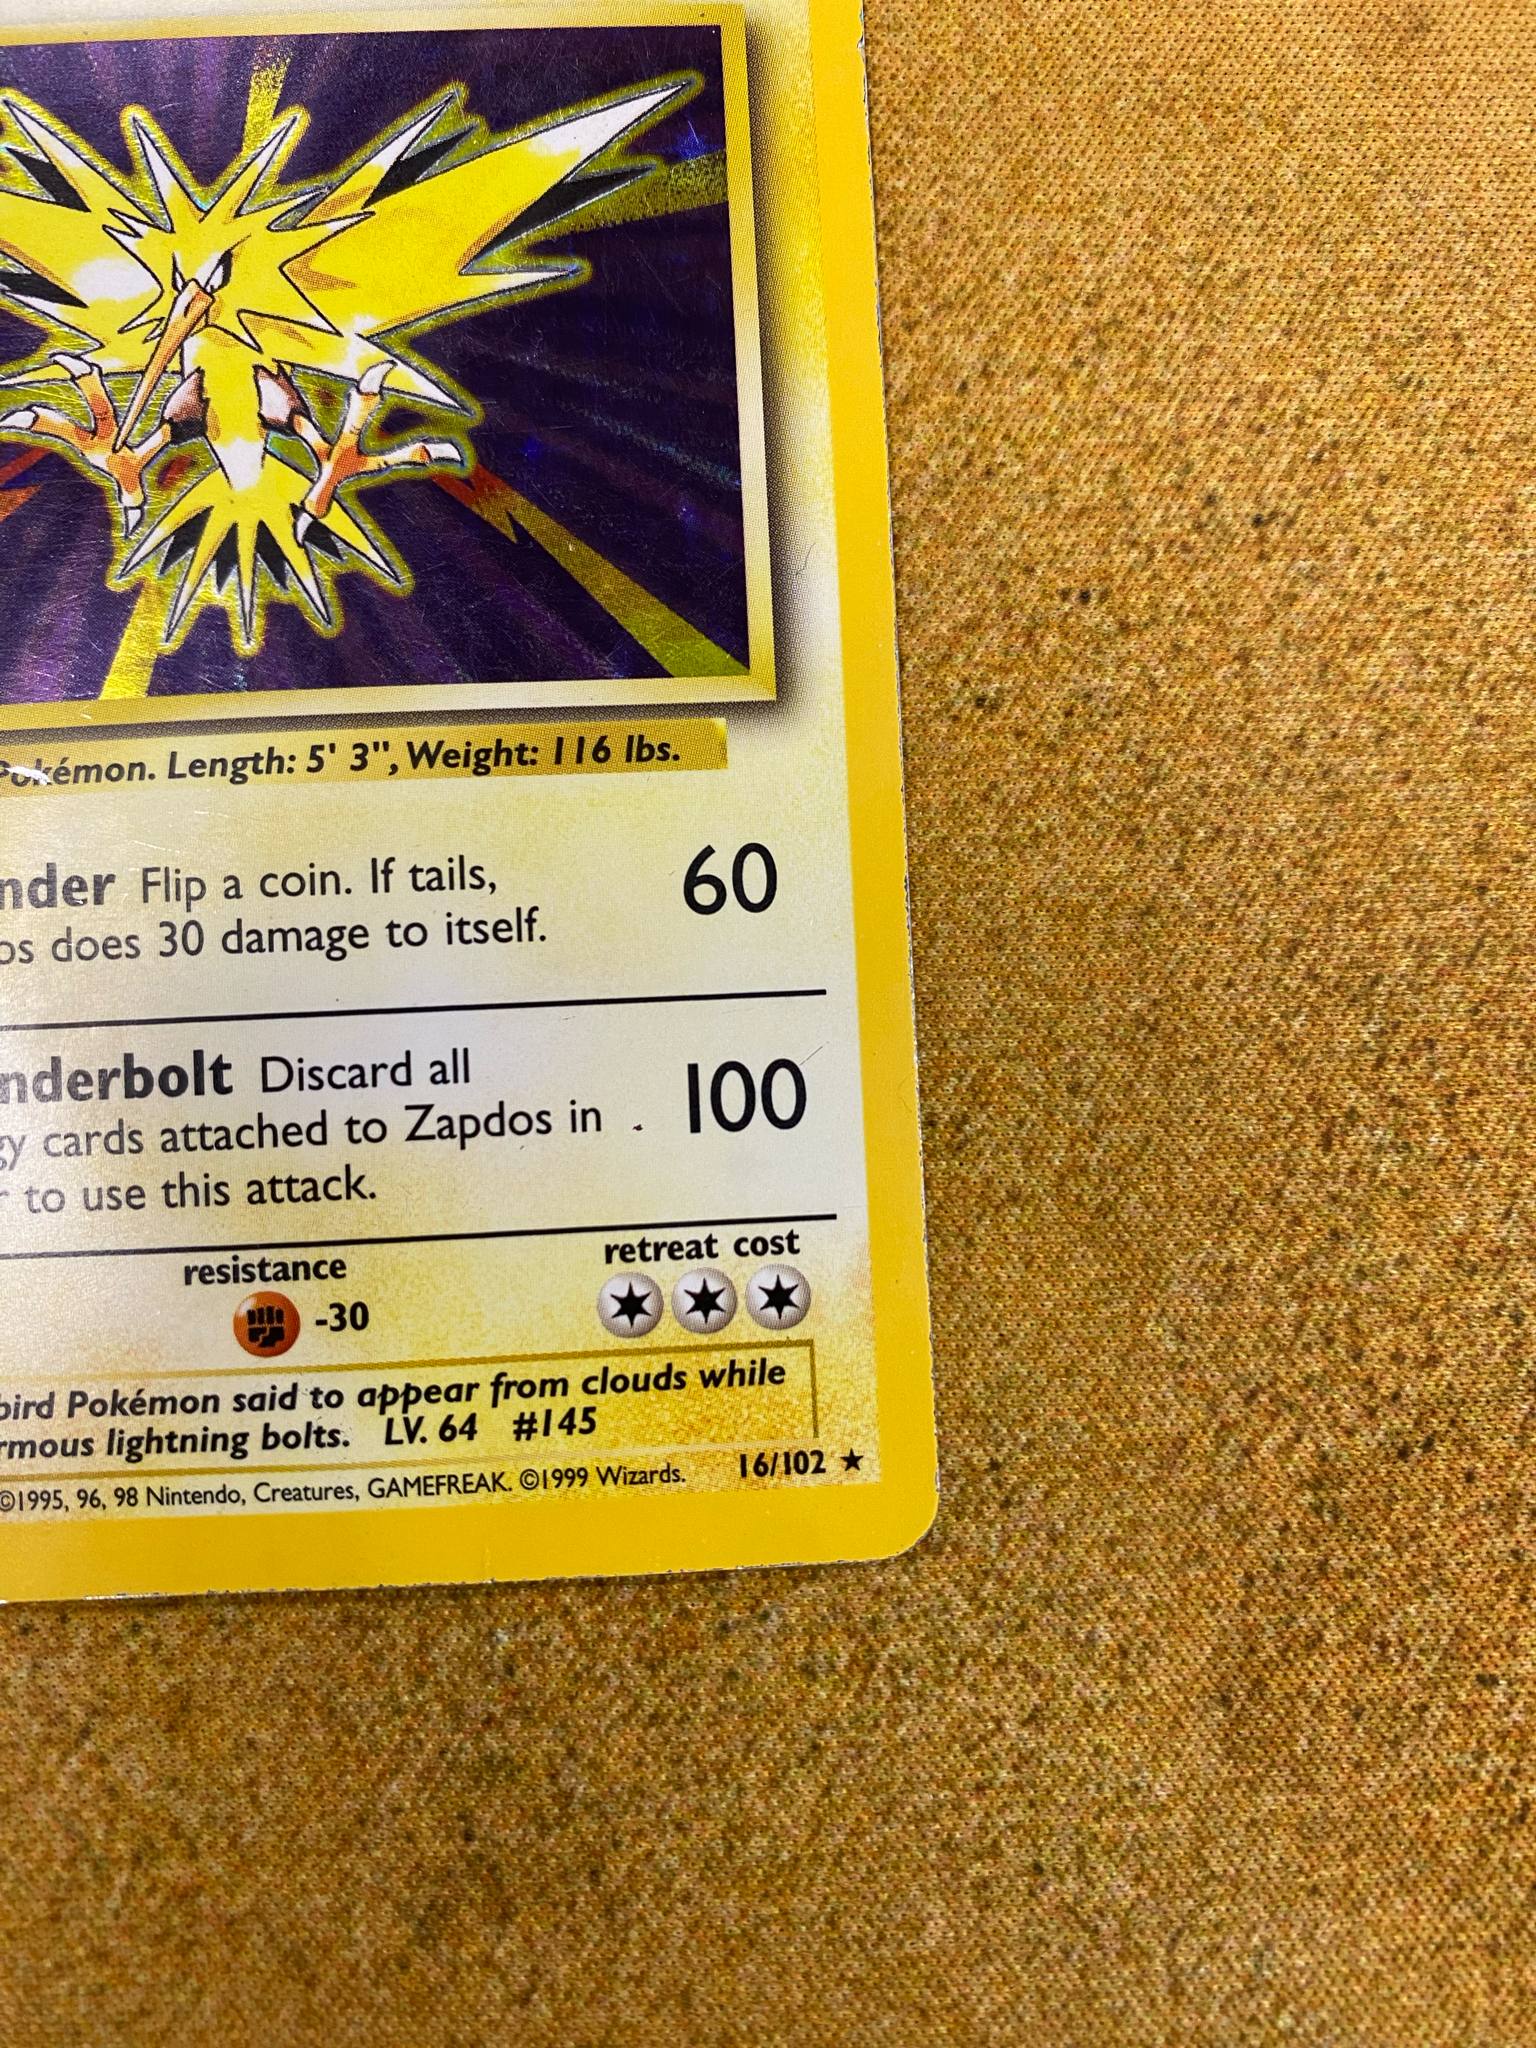 Pokémon. Length: 5' 3", Weight: 116 lbs.
nder Flip a coin. If tails,
os does 30 damage to itself.
60
nderbolt Discard all
gy cards attached to Zapdos in
to use this attack.
100
resistance
-30
retreat cost
bird Pokémon said to appear from clouds while
rmous lightning bolts. LV. 64 #145
©1995, 96, 98 Nintendo, Creatures, GAMEFREAK. ©1999 Wizards.
16/102 ★